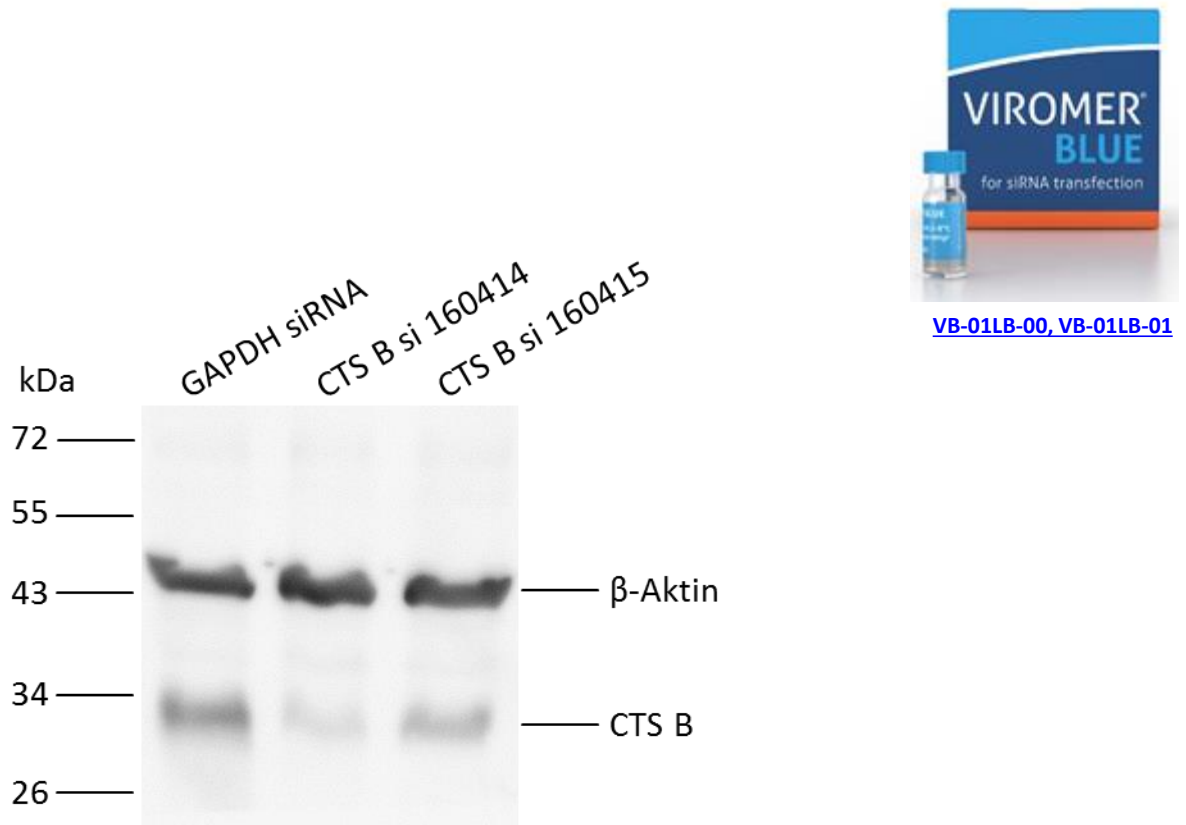 VIROMER®
BLUE
for siRNA transfection
VB-01LB-00, VB-01LB-01
GAPDH siRNA
CTS B si 160414
CTS B si 160415
kDa
72
55
43
β-Aktin
34
CTS B
26